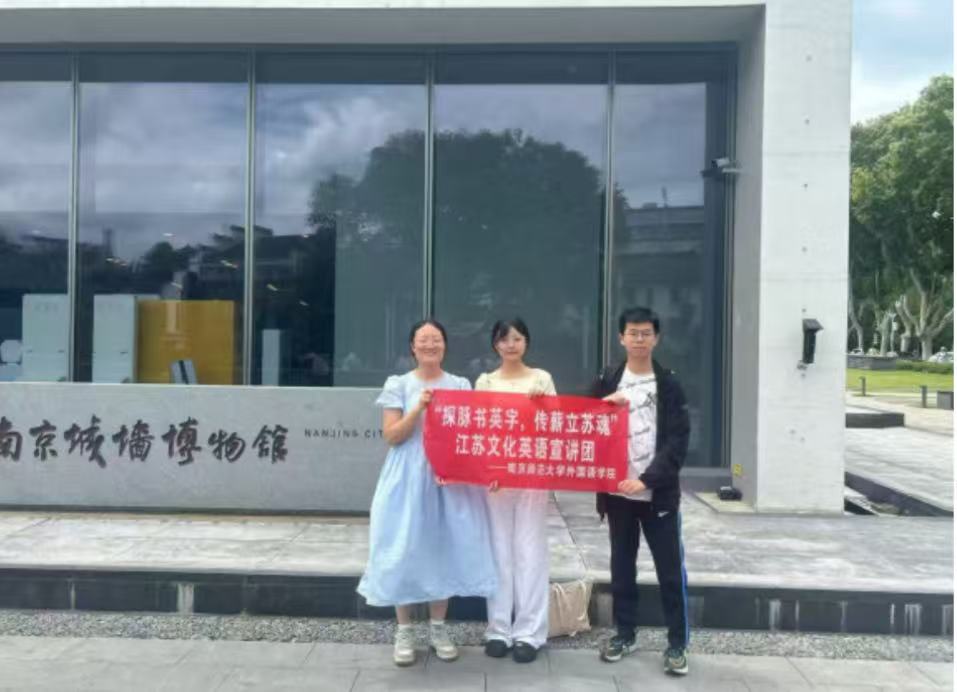 南京城墙博物馆
NANJING CIT
“探脉书英字，传薪立苏魂”
江苏文化英语宣讲团
——南京师范大学外国语学院